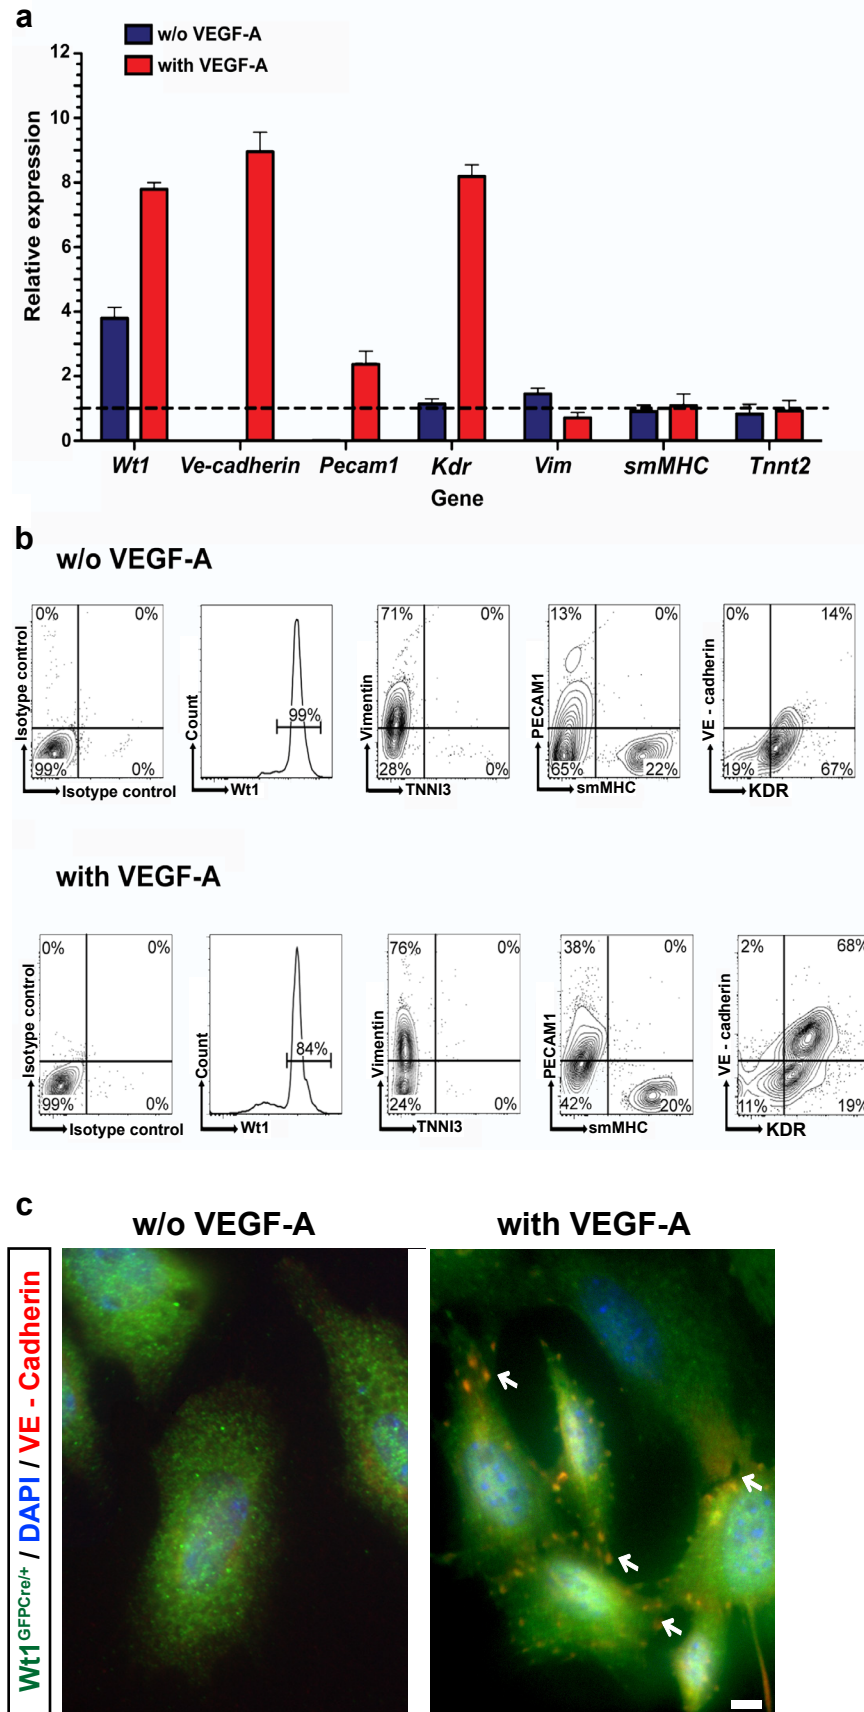 a
w/o VEGF-A
with VEGF-A
Relative expression
12
10
8
6
4
2
0
Wt1 Ve-cadherin Pecam1 Kdr Vim smMHC Tnnt2
Gene
b
w/o VEGF-A
0% 0%
99% 0%
Isotype control
Isotype control
99%
Count
Wt1
71% 0%
28% 0%
Vimentin
TNNI3
13% 0%
65% 22%
PECAM1
smMHC
0% 14%
19% 67%
VE - cadherin
KDR
with VEGF-A
0% 0%
99% 0%
Isotype control
Isotype control
84%
Count
Wt1
76% 0%
24% 0%
Vimentin
TNNI3
38% 0%
42% 20%
PECAM1
smMHC
2% 68%
11% 19%
VE - cadherin
KDR
c
w/o VEGF-A
with VEGF-A
Wt1GFPCre/+ / DAPI / VE - Cadherin